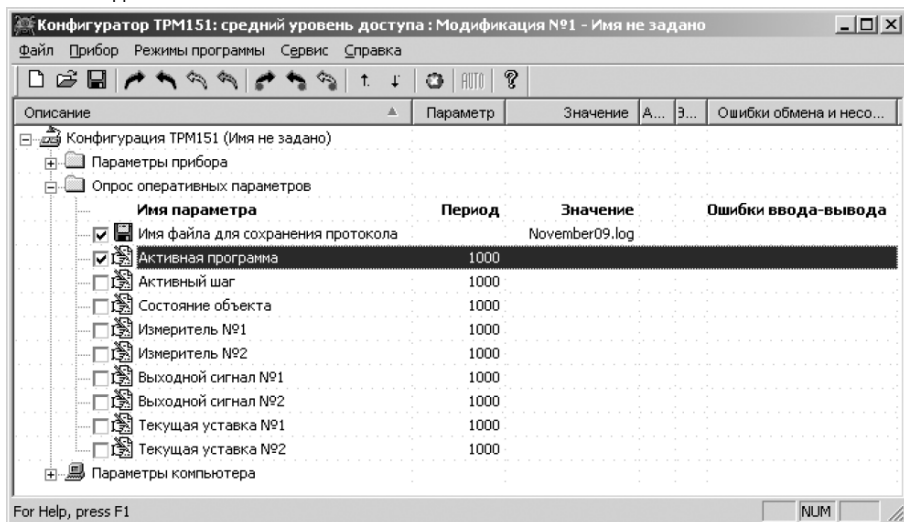 Конфигуратор ТРМ151: средний уровень доступа : Модификация №1 - Имя не задано
Файл Прибор Режимы программы Сервис Справка
AUTO
Описание Параметр Значение А... З... Ошибки обмена и несо...
Конфигурация ТРМ151 (Имя не задано)
Параметры прибора
Опрос оперативных параметров
Имя параметра Период Значение Ошибки ввода-вывода
Имя файла для сохранения протокола November09.log
Активная программа 1000
Активный шаг 1000
Состояние объекта 1000
Измеритель №1 1000
Измеритель №2 1000
Выходной сигнал №1 1000
Выходной сигнал №2 1000
Текущая уставка №1 1000
Текущая уставка №2 1000
Параметры компьютера
For Help, press F1 NUM